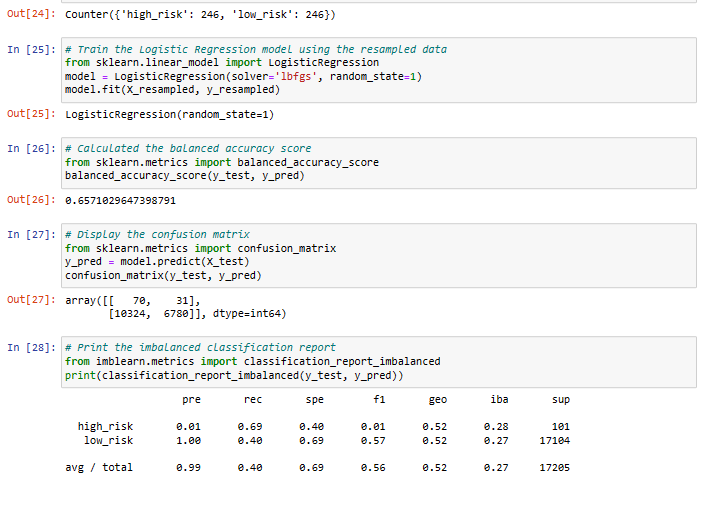 Out[24]: Counter({'high_risk': 246, 'low_risk': 246})
In [25]: # Train the Logistic Regression model using the resampled data
from sklearn.linear_model import LogisticRegression
model = LogisticRegression(solver='lbfgs', random_state=1)
model.fit(X_resampled, y_resampled)
Out[25]: LogisticRegression(random_state=1)
In [26]: # Calculated the balanced accuracy score
from sklearn.metrics import balanced_accuracy_score
balanced_accuracy_score(y_test, y_pred)
Out[26]: 0.6571029647398791
In [27]: # Display the confusion matrix
from sklearn.metrics import confusion_matrix
y_pred = model.predict(X_test)
confusion_matrix(y_test, y_pred)
Out[27]: array([[   70,    31],
       [10324,  6780]], dtype=int64)
In [28]: # Print the imbalanced classification report
from imblearn.metrics import classification_report_imbalanced
print(classification_report_imbalanced(y_test, y_pred))
pre rec spe f1 geo iba sup
high_risk 0.01 0.69 0.40 0.01 0.52 0.28 101
low_risk 1.00 0.40 0.69 0.57 0.52 0.27 17104
avg / total 0.99 0.40 0.69 0.56 0.52 0.27 17205